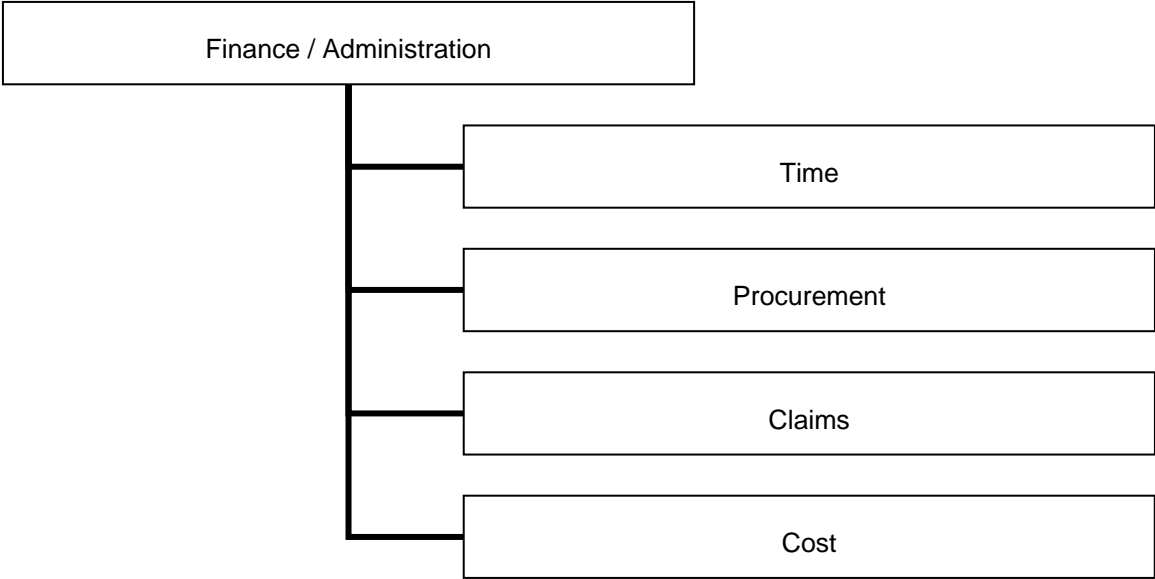 Finance / Administration
Time
Procurement
Claims
Cost